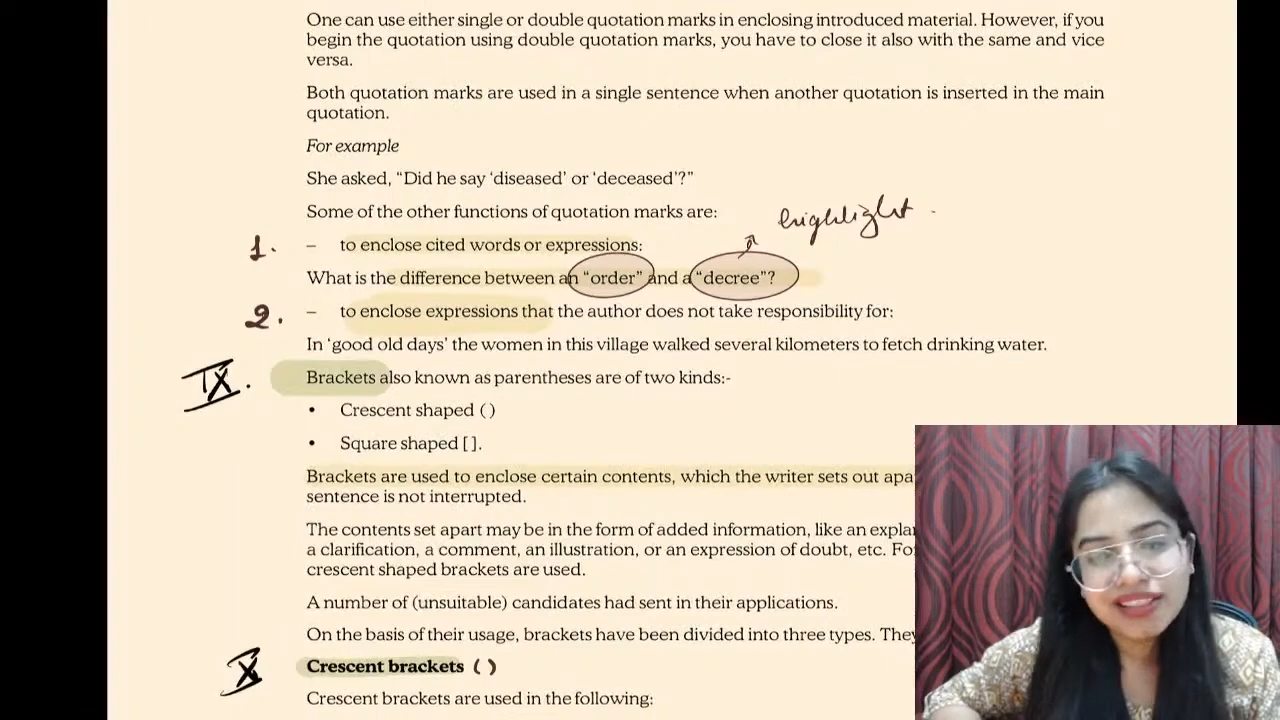 One can use either single or double quotation marks in enclosing introduced material. However, if you
begin the quotation using double quotation marks, you have to close it also with the same and vice
versa.
Both quotation marks are used in a single sentence when another quotation is inserted in the main
quotation.
For example
She asked, “Did he say ‘diseased’ or ‘deceased’?”
Some of the other functions of quotation marks are:
highlight
1. – to enclose cited words or expressions:
What is the difference between an “order” and a “decree”?
2. – to enclose expressions that the author does not take responsibility for:
In ‘good old days’ the women in this village walked several kilometers to fetch drinking water.
IX. Brackets also known as parentheses are of two kinds:-
• Crescent shaped ( )
• Square shaped [ ].
Brackets are used to enclose certain contents, which the writer sets out
sentence is not interrupted.
The contents set apart may be in the form of added information, like an
a clarification, a comment, an illustration, or an expression of doubt, etc.
crescent shaped brackets are used.
A number of (unsuitable) candidates had sent in their applications.
On the basis of their usage, brackets have been divided into three types. They
X Crescent brackets ( )
Crescent brackets are used in the following: